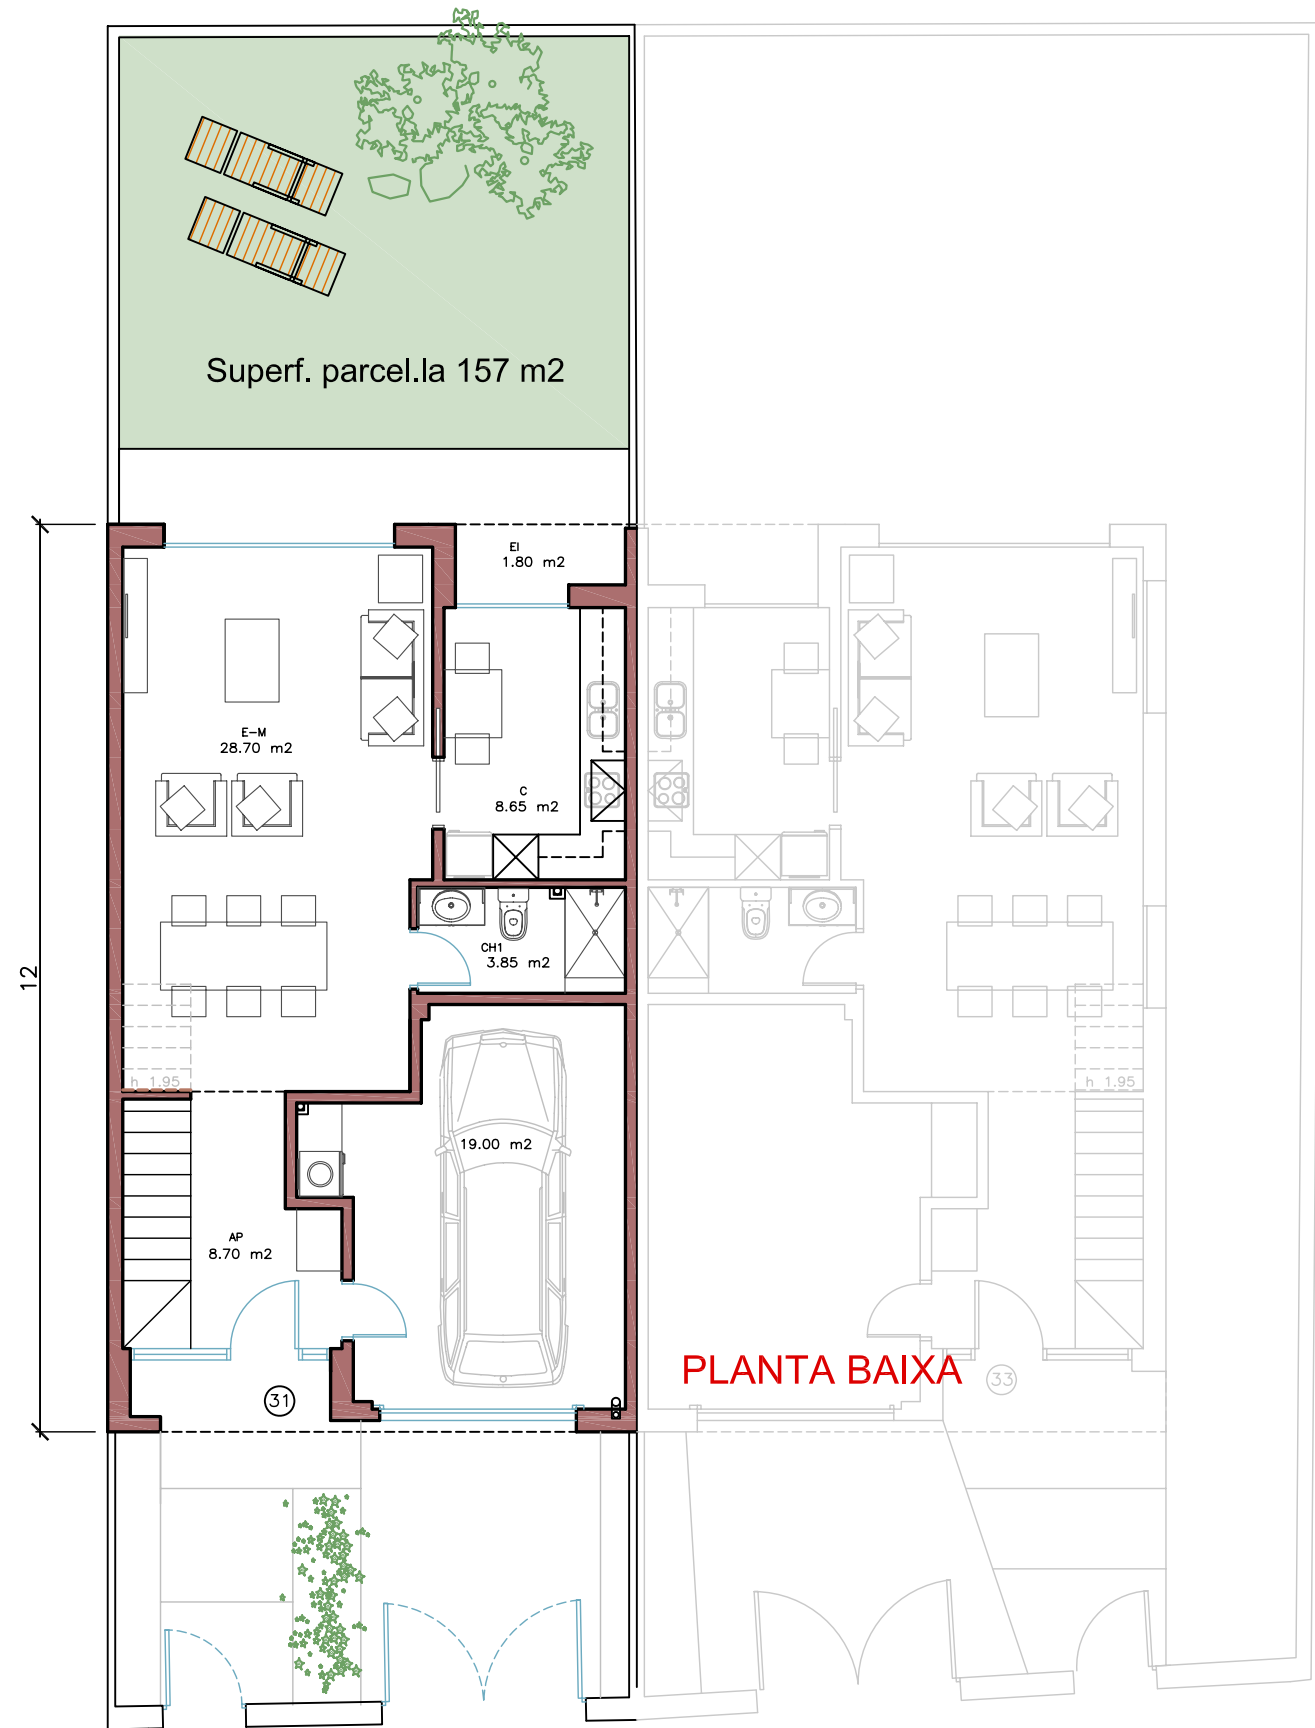 Superf. parcel.la 157 m2
EI
1.80 m2
E-M
28.70 m2
C
8.65 m2
CH1
3.85 m2
12
h 1.95
h 1.95
19.00 m2
AP
8.70 m2
PLANTA BAIXA
31
33